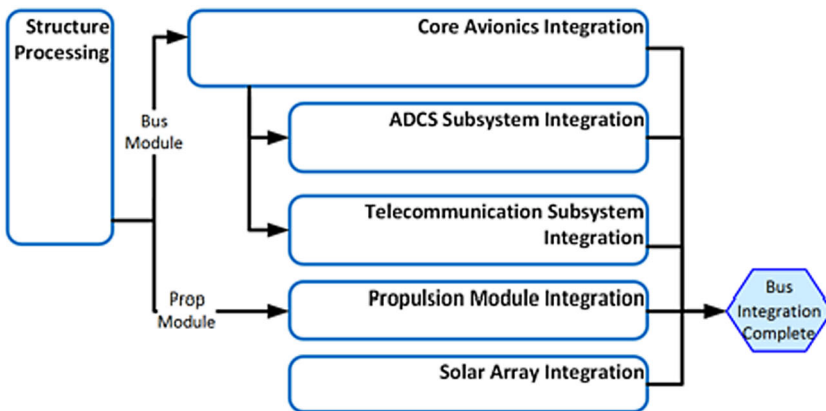 Structure
Processing
Core Avionics Integration
Bus
Module
ADCS Subsystem Integration
Telecommunication Subsystem
Integration
Prop
Module
Propulsion Module Integration
Bus
Integration
Complete
Solar Array Integration